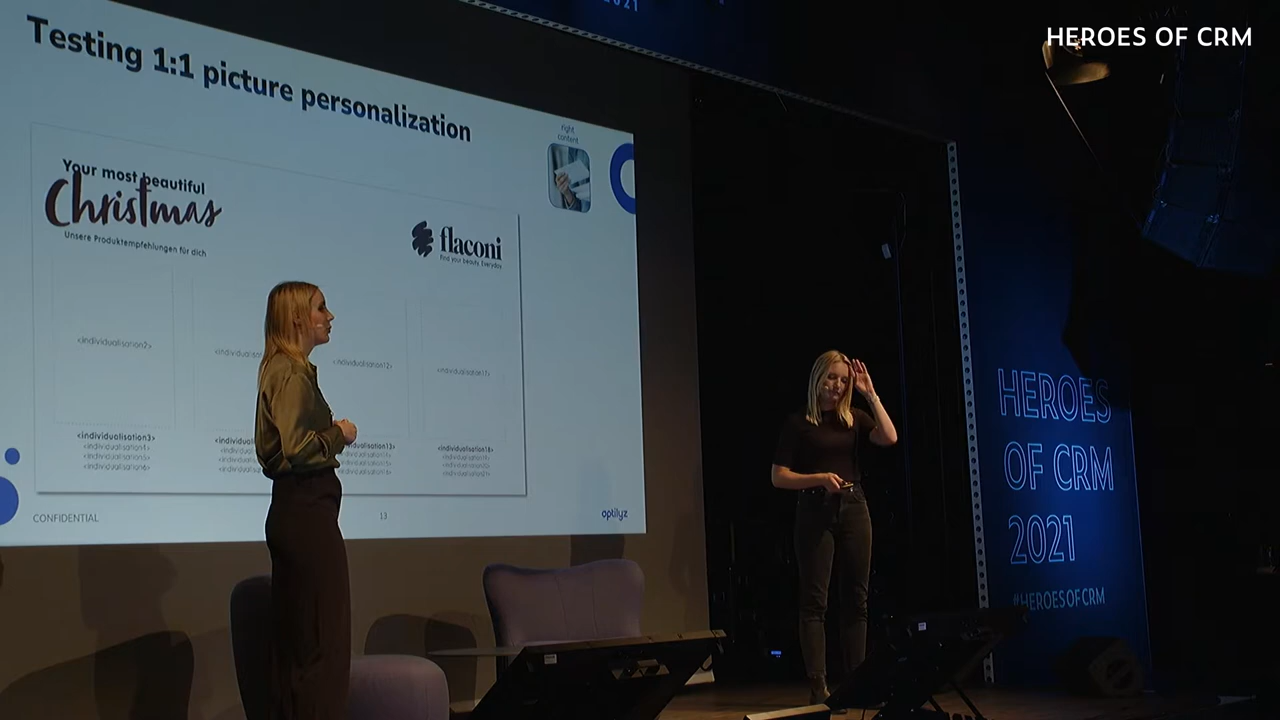 2021
HEROES OF CRM
Testing 1:1 picture personalization
right
content
Your most beautiful
Christmas
Unsere Produktempfehlungen für dich
flaconi
Find your beauty. Everyday.
<individualisation2>
<individualisation12>
<individualisation17>
<individualisation3>
<individualisation4>
<individualisation5>
<individualisation6>
<individualisation18>
CONFIDENTIAL
13
optilyz
HEROES
OF CRM
2021
#HEROESOFCRM